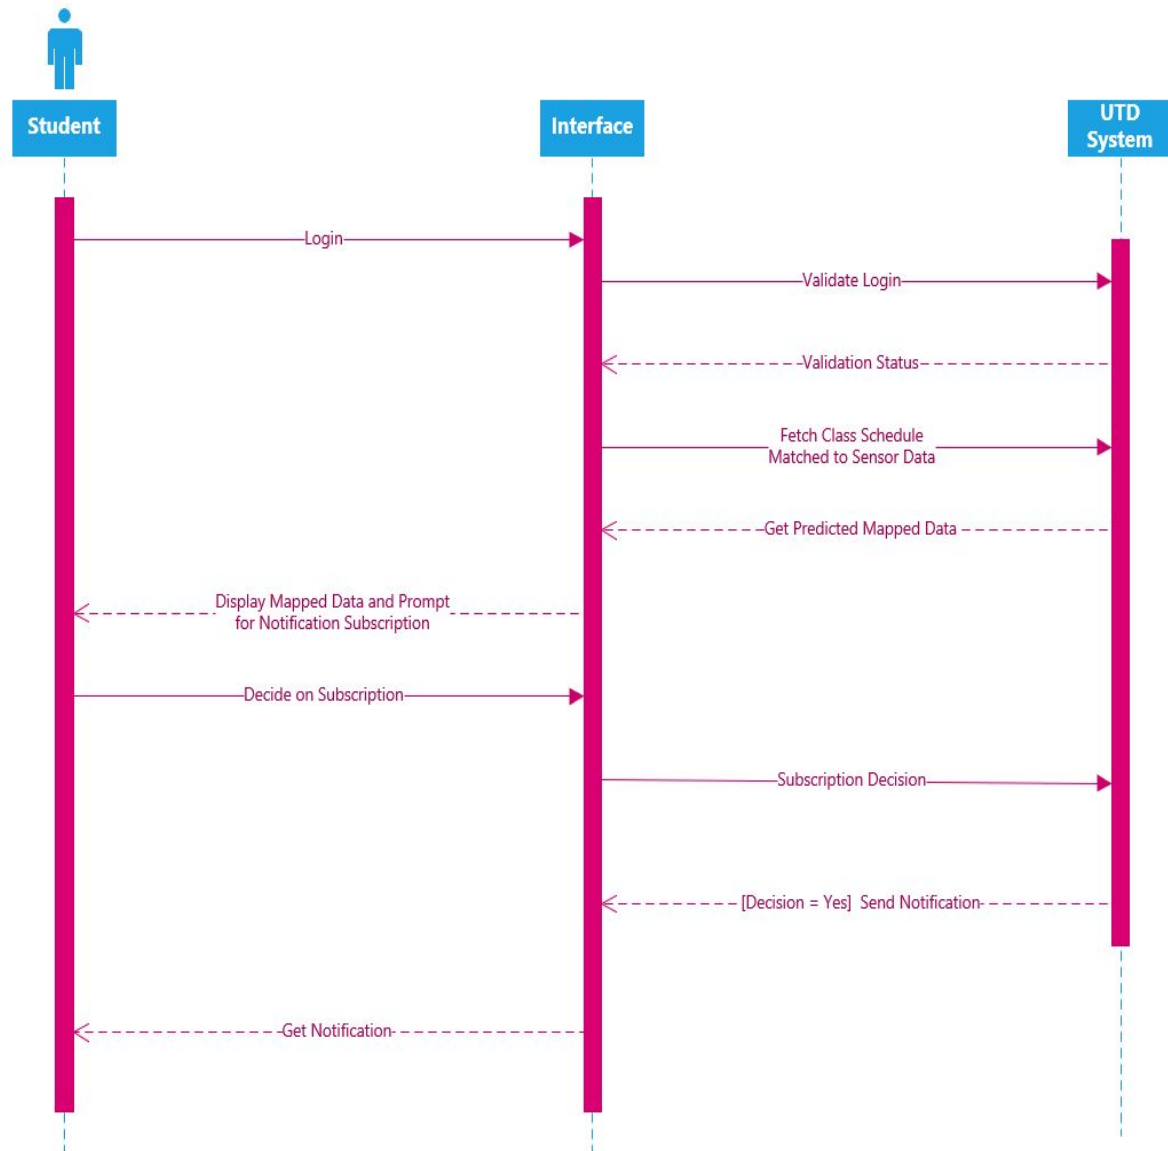 Student
Interface
UTD
System
Login
Validate Login
Validation Status
Fetch Class Schedule
Matched to Sensor Data
Get Predicted Mapped Data
Display Mapped Data and Prompt
for Notification Subscription
Decide on Subscription
Subscription Decision
[Decision = Yes]  Send Notification
Get Notification